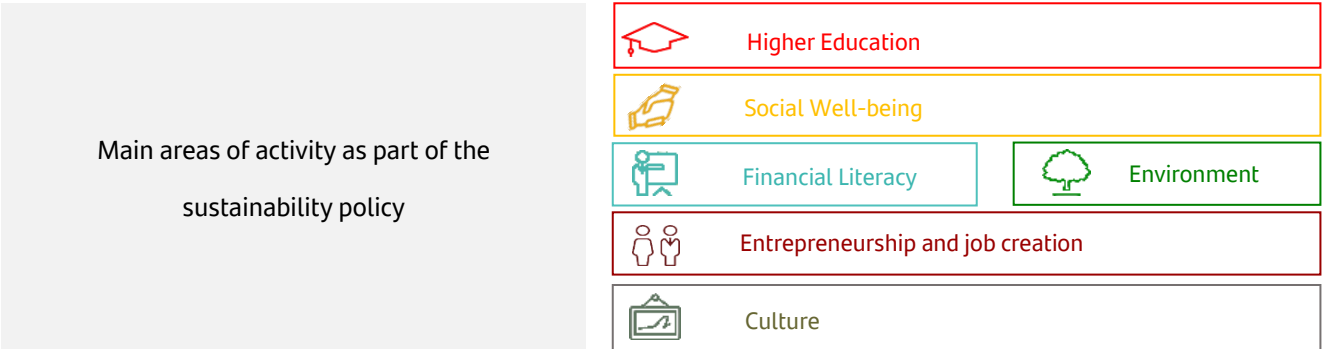 Main areas of activity as part of the
sustainability policy
Higher Education
Social Well-being
Financial Literacy
Environment
Entrepreneurship and job creation
Culture